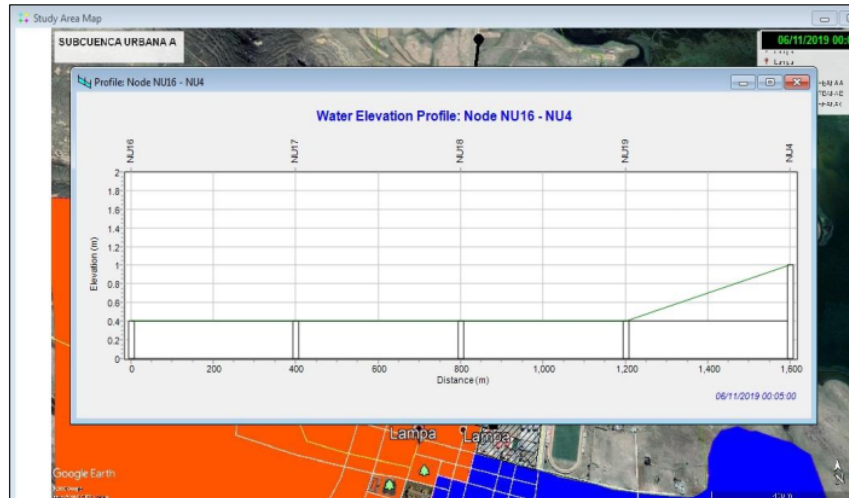 Study Area Map
SUBCUENCA URBANA A
06/11/2019 00:0
Lampa
Profile: Node NU16 - NU4
Water Elevation Profile: Node NU16 - NU4
NU16 NU17 NU18 NU19 NU4
2
1.8
1.6
1.4
1.2
1
0.8
0.6
0.4
0.2
0
Elevation (m)
0 200 400 600 800 1,000 1,200 1,400 1,600
Distance (m)
06/11/2019 00:05:00
Lampa Lampa
Google Earth
N